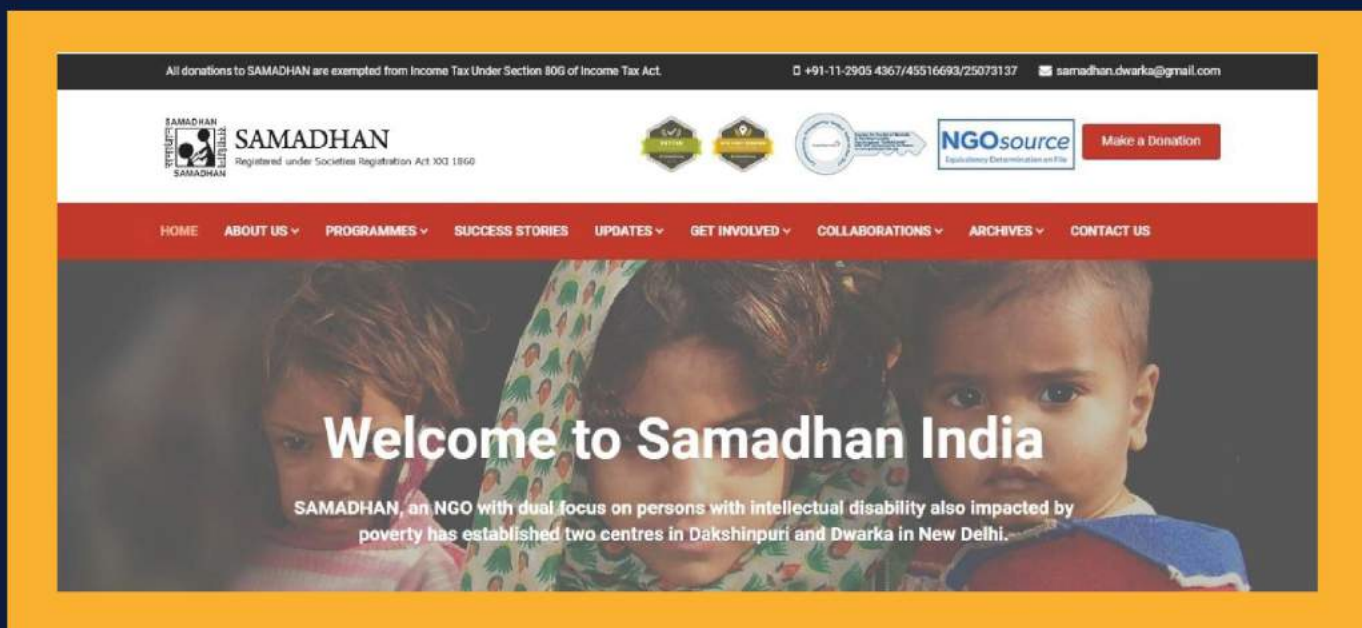 All donations to SAMADHAN are exempted from Income Tax Under Section 80G of Income Tax Act.
+91-11-2905 4367/45516693/25073137
samadhan.dwarka@gmail.com
SAMADHAN
समाधान
SAMADHAN
SAMADHAN
Registered under Societies Registration Act XXI 1860
NGOsource
Equivalency Determination on File
Make a Donation
HOME
ABOUT US
PROGRAMMES
SUCCESS STORIES
UPDATES
GET INVOLVED
COLLABORATIONS
ARCHIVES
CONTACT US
Welcome to Samadhan India
SAMADHAN, an NGO with dual focus on persons with intellectual disability also impacted by
poverty has established two centres in Dakshinpuri and Dwarka in New Delhi.